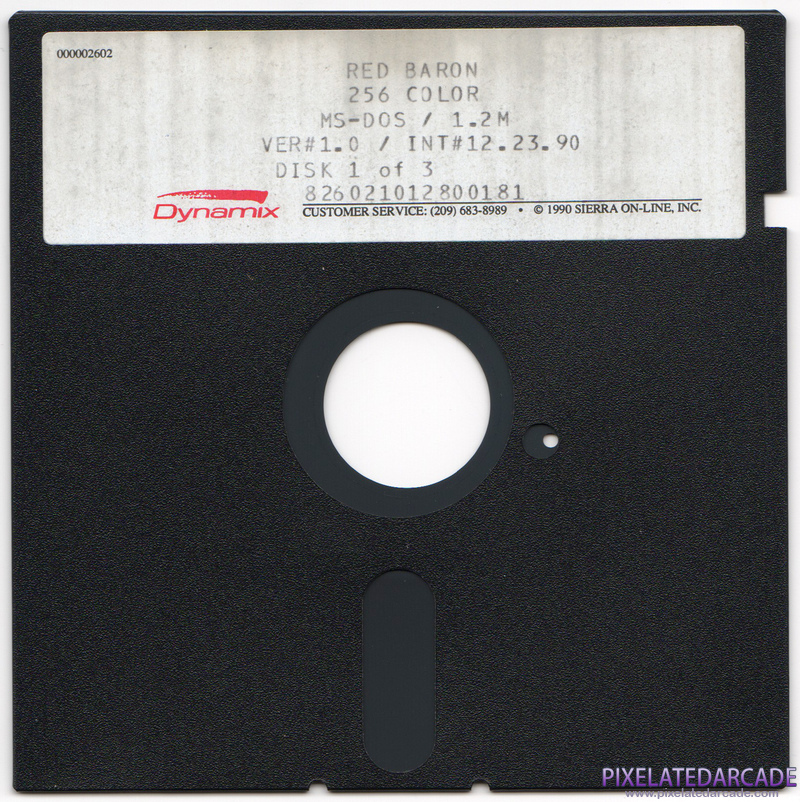 000002602
RED BARON
256 COLOR
MS-DOS / 1.2M
VER#1.0 / INT#12.23.90
DISK 1 of 3
826021012800181
Dynamix
CUSTOMER SERVICE: (209) 683-8989 • © 1990 SIERRA ON-LINE, INC.
PIXELATEDARCADE
www.pixelatedarcade.com